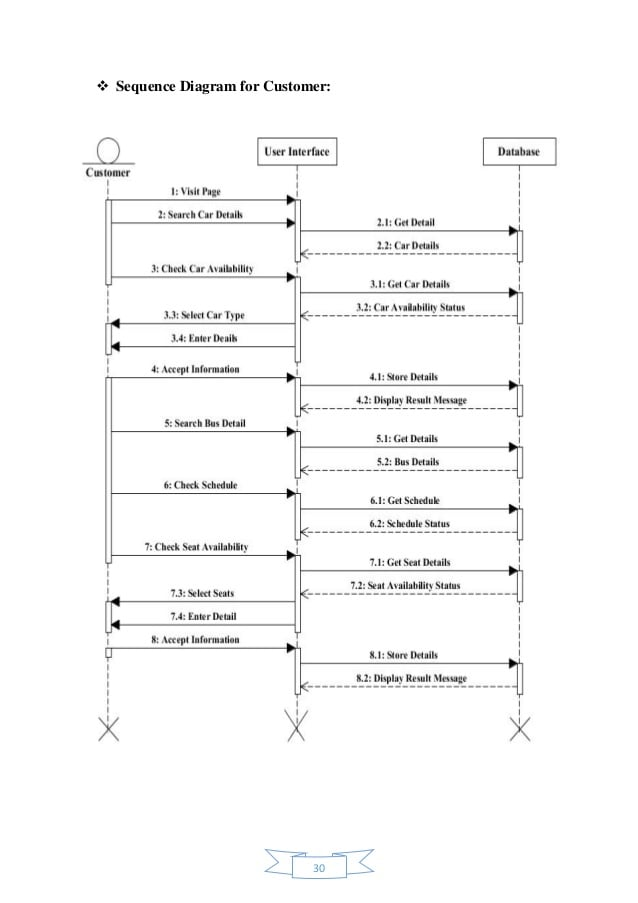 ❖ Sequence Diagram for Customer:
User Interface
Database
Customer
1: Visit Page
2: Search Car Details
2.1: Get Detail
2.2: Car Details
3: Check Car Availability
3.1: Get Car Details
3.2: Car Availability Status
3.3: Select Car Type
3.4: Enter Deails
4: Accept Information
4.1: Store Details
4.2: Display Result Message
5: Search Bus Detail
5.1: Get Details
5.2: Bus Details
6: Check Schedule
6.1: Get Schedule
6.2: Schedule Status
7: Check Seat Availability
7.1: Get Seat Details
7.2: Seat Availability Status
7.3: Select Seats
7.4: Enter Detail
8: Accept Information
8.1: Store Details
8.2: Display Result Message
30